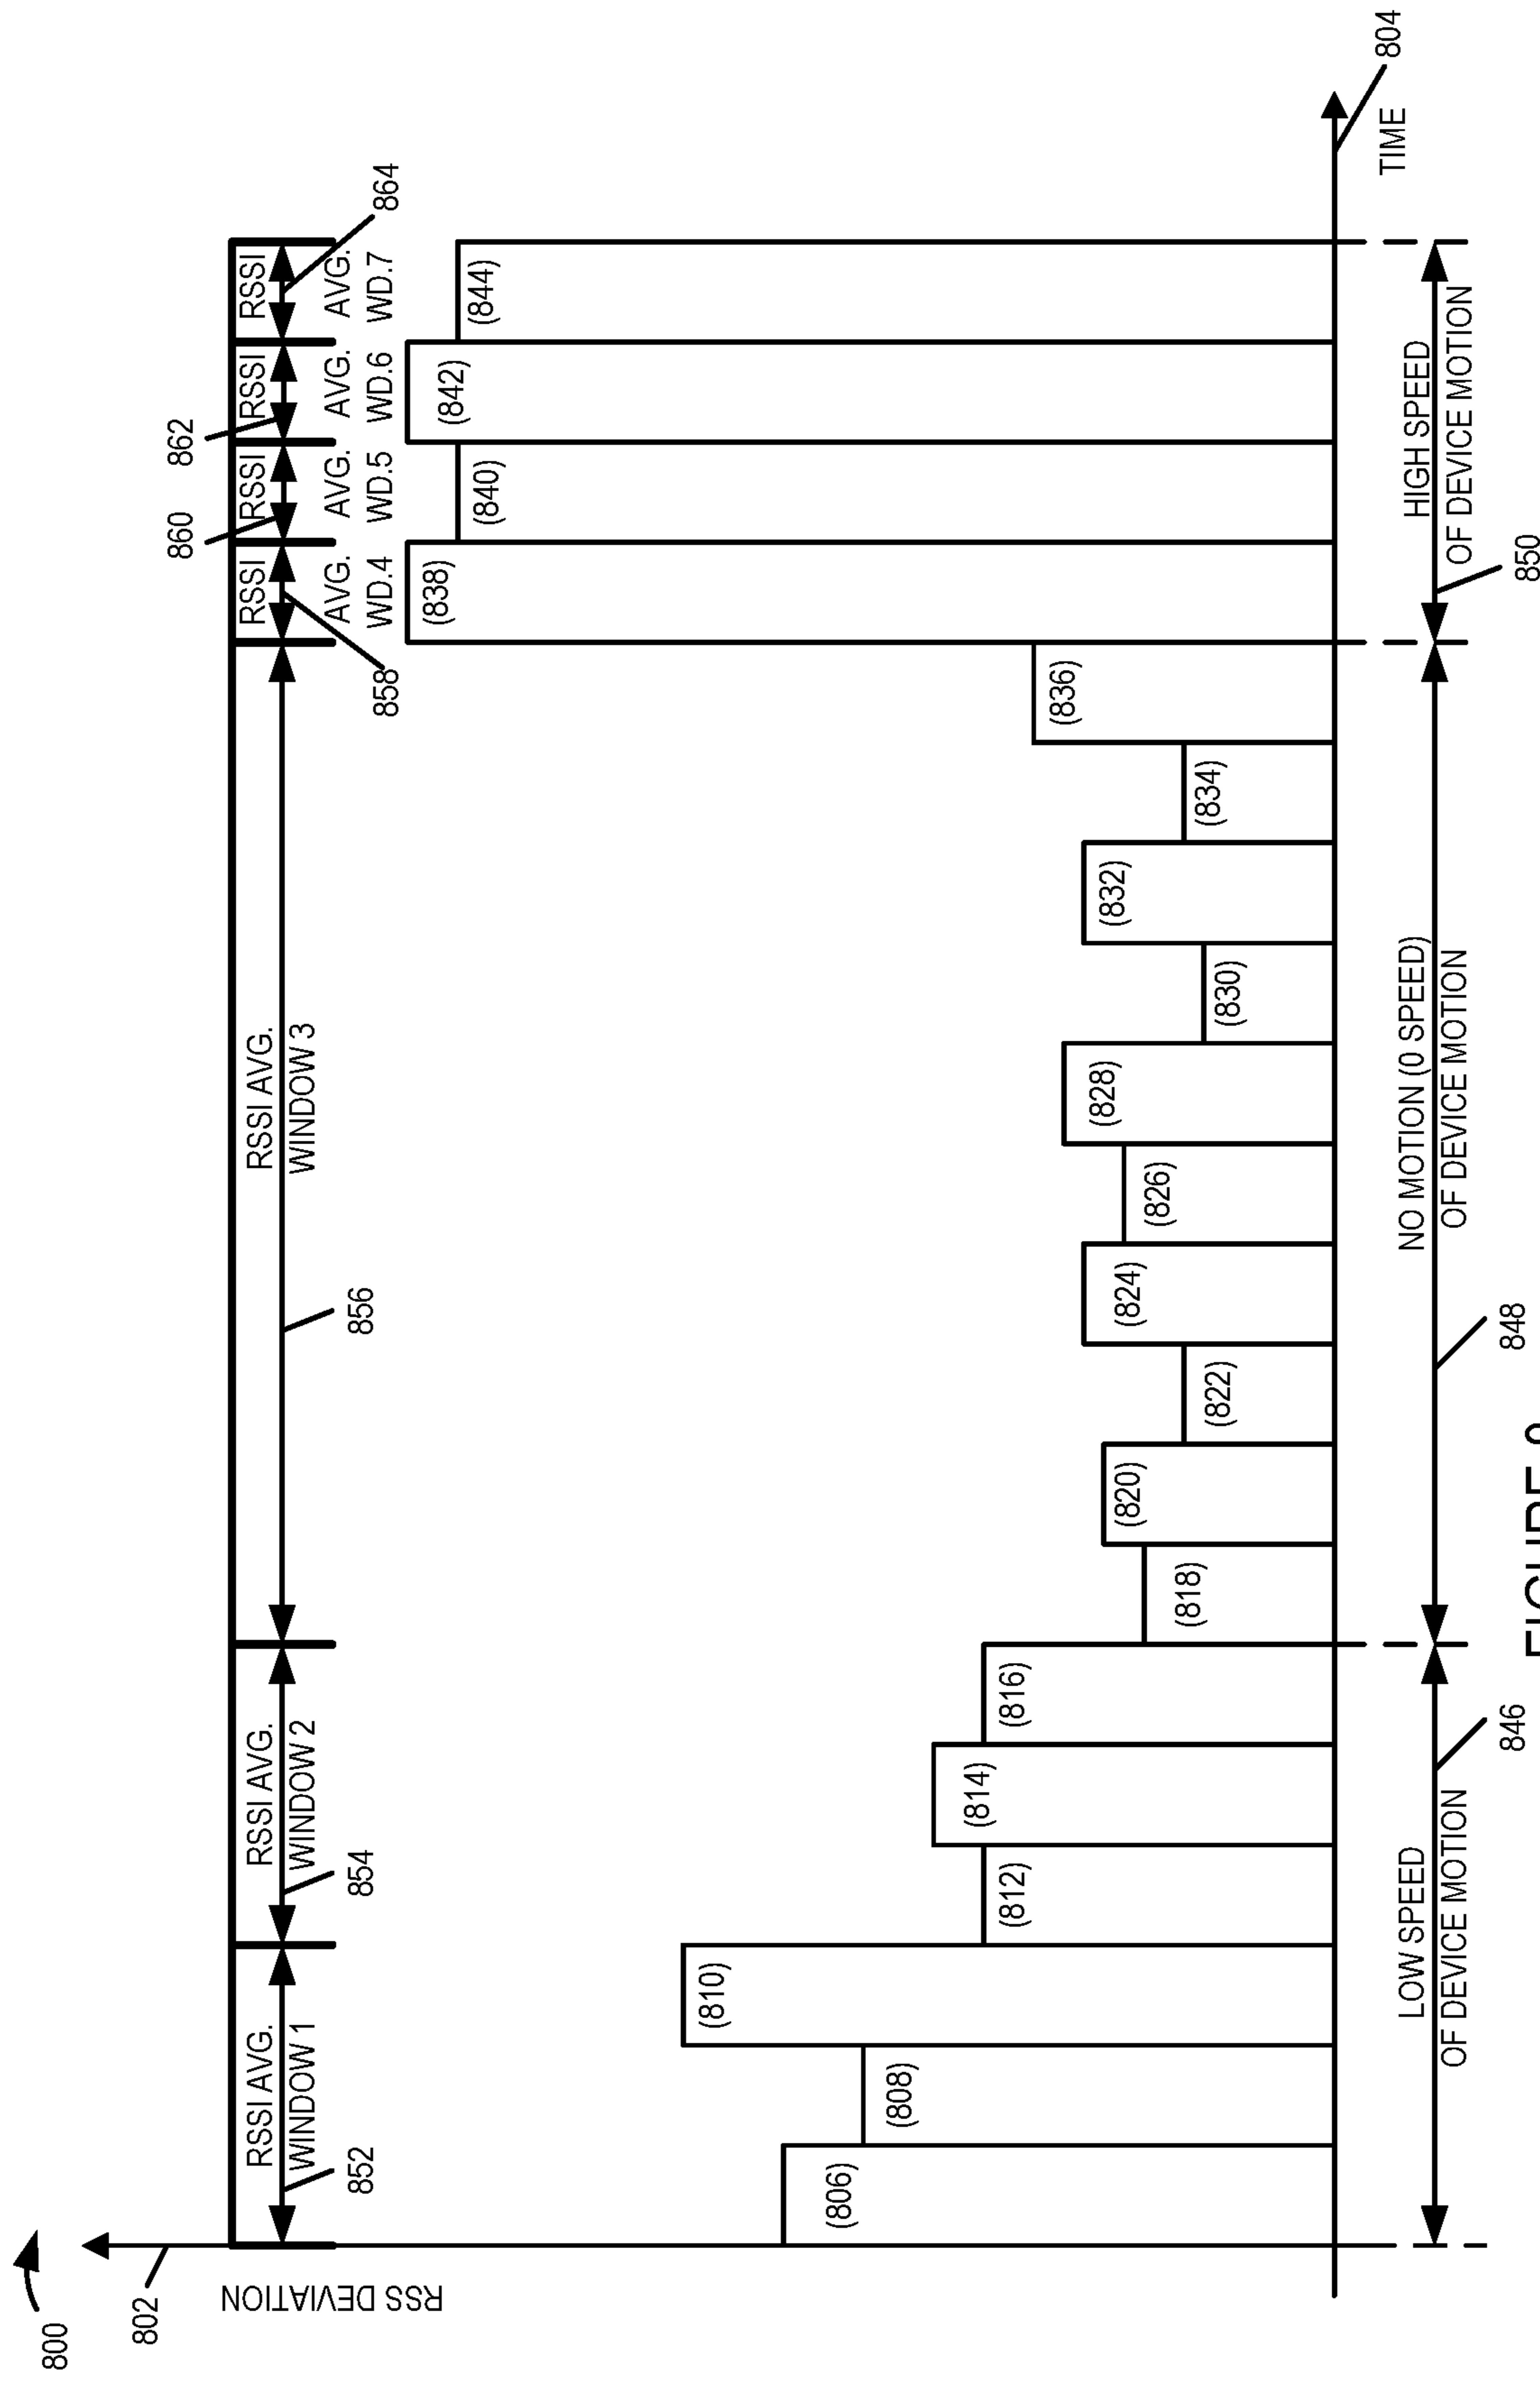 800
802
RSS DEVIATION
RSSI AVG.
WINDOW 1
852
RSSI AVG.
WINDOW 2
854
RSSI AVG.
WINDOW 3
856
RSSI
AVG.
WD.4
858
RSSI
AVG.
WD.5
860
RSSI
AVG.
WD.6
862
RSSI
AVG.
WD.7
864
(806)
(808)
(810)
(812)
(814)
(816)
(818)
(820)
(822)
(824)
(826)
(828)
(830)
(832)
(834)
(836)
(838)
(840)
(842)
(844)
TIME
804
LOW SPEED
OF DEVICE MOTION
846
NO MOTION (0 SPEED)
OF DEVICE MOTION
848
HIGH SPEED
OF DEVICE MOTION
850
FIGURE